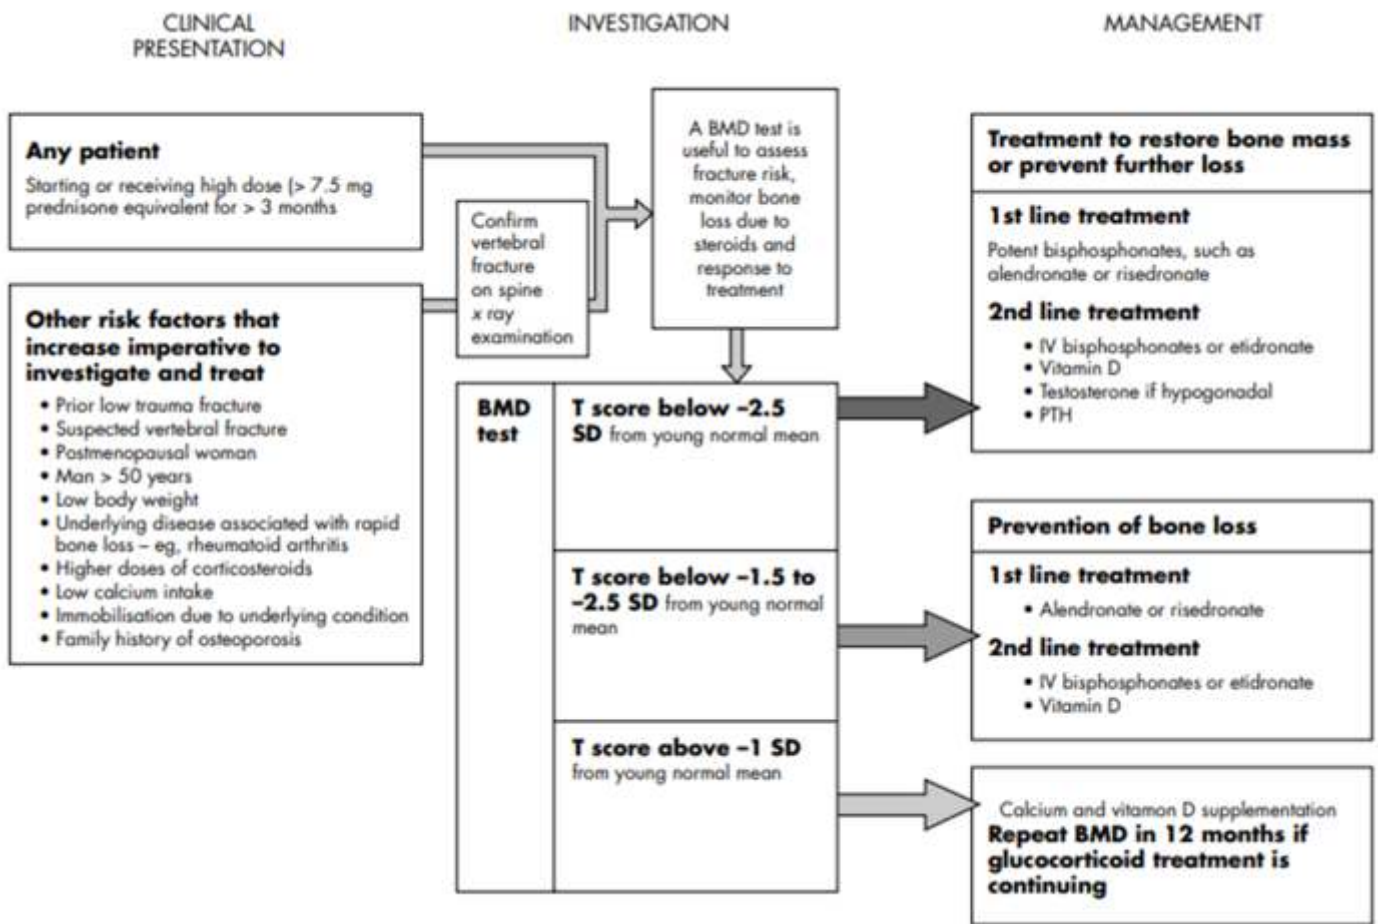 CLINICAL
PRESENTATION
INVESTIGATION
MANAGEMENT
Any patient
Starting or receiving high dose (> 7.5 mg
prednisone equivalent for > 3 months
Other risk factors that
increase imperative to
investigate and treat
• Prior low trauma fracture
• Suspected vertebral fracture
• Postmenopausal woman
• Man > 50 years
• Low body weight
• Underlying disease associated with rapid
bone loss – eg, rheumatoid arthritis
• Higher doses of corticosteroids
• Low calcium intake
• Immobilisation due to underlying condition
• Family history of osteoporosis
Confirm
vertebral
fracture
on spine
x ray
examination
A BMD test is
useful to assess
fracture risk,
monitor bone
loss due to
steroids and
response to
treatment
BMD
test
T score below –2.5
SD from young normal mean
T score below –1.5 to
–2.5 SD from young normal
mean
T score above –1 SD
from young normal mean
Treatment to restore bone mass
or prevent further loss
1st line treatment
Potent bisphosphonates, such as
alendronate or risedronate
2nd line treatment
• IV bisphosphonates or etidronate
• Vitamin D
• Testosterone if hypogonadal
• PTH
Prevention of bone loss
1st line treatment
• Alendronate or risedronate
2nd line treatment
• IV bisphosphonates or etidronate
• Vitamin D
Calcium and vitamon D supplementation
Repeat BMD in 12 months if
glucocorticoid treatment is
continuing